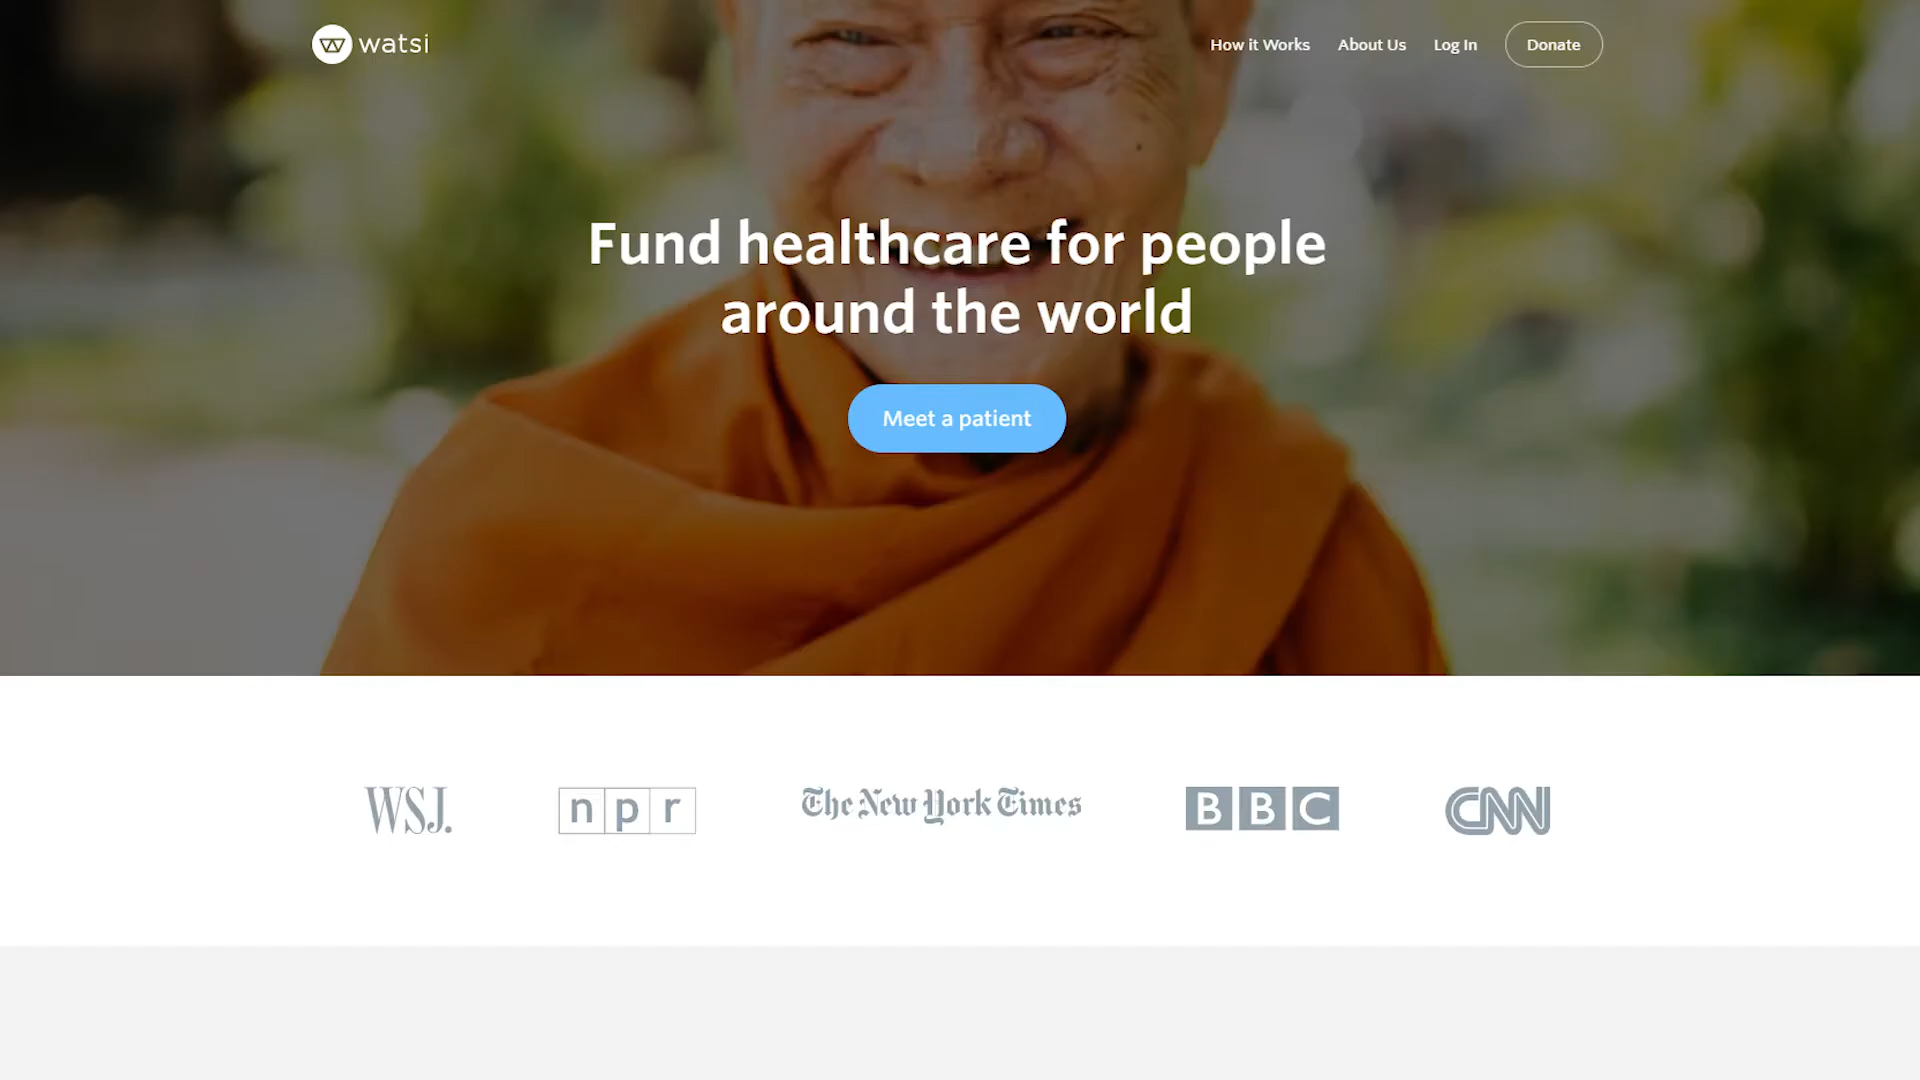 watsi
How it Works
About Us
Log In
Donate
Fund healthcare for people
around the world
Meet a patient
WSJ.
npr
The New York Times
BBC
CNN